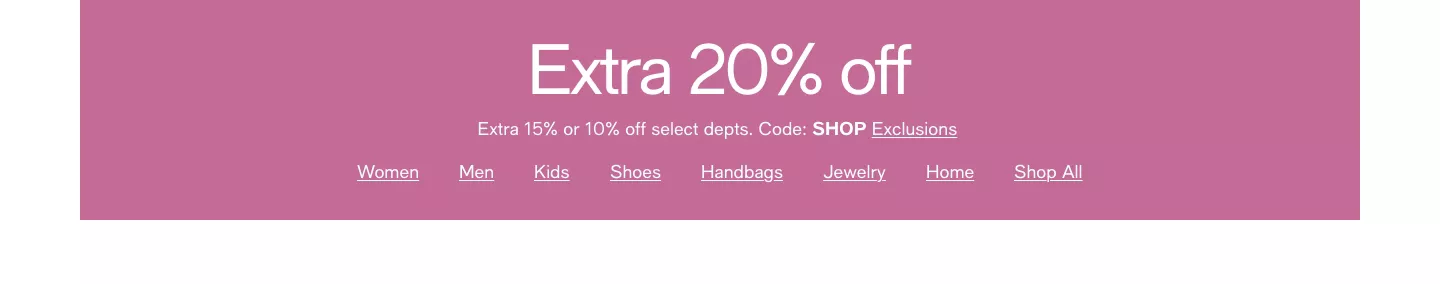 Extra 20% off
Extra 15% or 10% off select depts. Code: SHOP Exclusions
Women Men Kids Shoes Handbags Jewelry Home Shop All